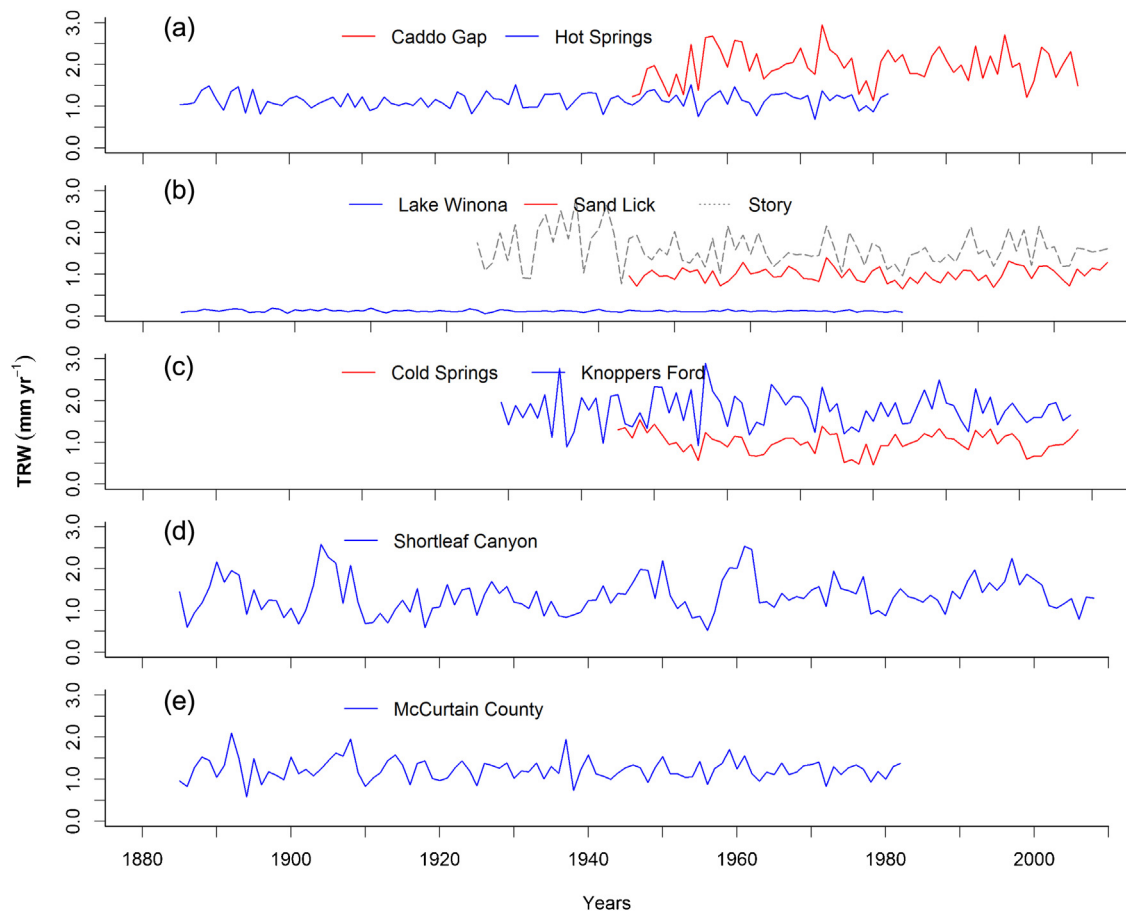 (a)
Caddo Gap
Hot Springs
3.0
2.0
1.0
0.0
(b)
Lake Winona
Sand Lick
Story
3.0
2.0
1.0
0.0
(c)
Cold Springs
Knoppers Ford
3.0
2.0
1.0
0.0
TRW (mm yr⁻¹)
(d)
Shortleaf Canyon
3.0
2.0
1.0
0.0
(e)
McCurtain County
3.0
2.0
1.0
0.0
1880 1900 1920 1940 1960 1980 2000
Years